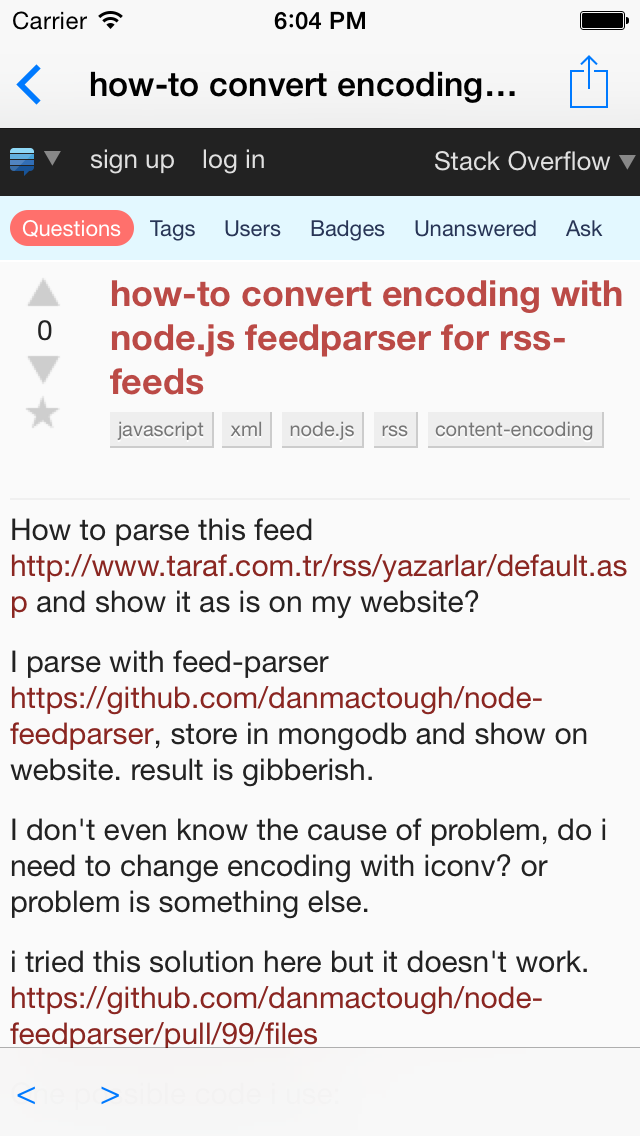 Carrier 6:04 PM
how-to convert encoding...
sign up log in Stack Overflow
Questions Tags Users Badges Unanswered Ask
how-to convert encoding with
0
node.js feedparser for rss-
feeds
javascript xml node.js rss content-encoding
How to parse this feed
http://www.taraf.com.tr/rss/yazarlar/default.as
p and show it as is on my website?
I parse with feed-parser
https://github.com/danmactough/node-
feedparser, store in mongodb and show on
website. result is gibberish.
I don't even know the cause of problem, do i
need to change encoding with iconv? or
problem is something else.
i tried this solution here but it doesn't work.
https://github.com/danmactough/node-
feedparser/pull/99/files
< >